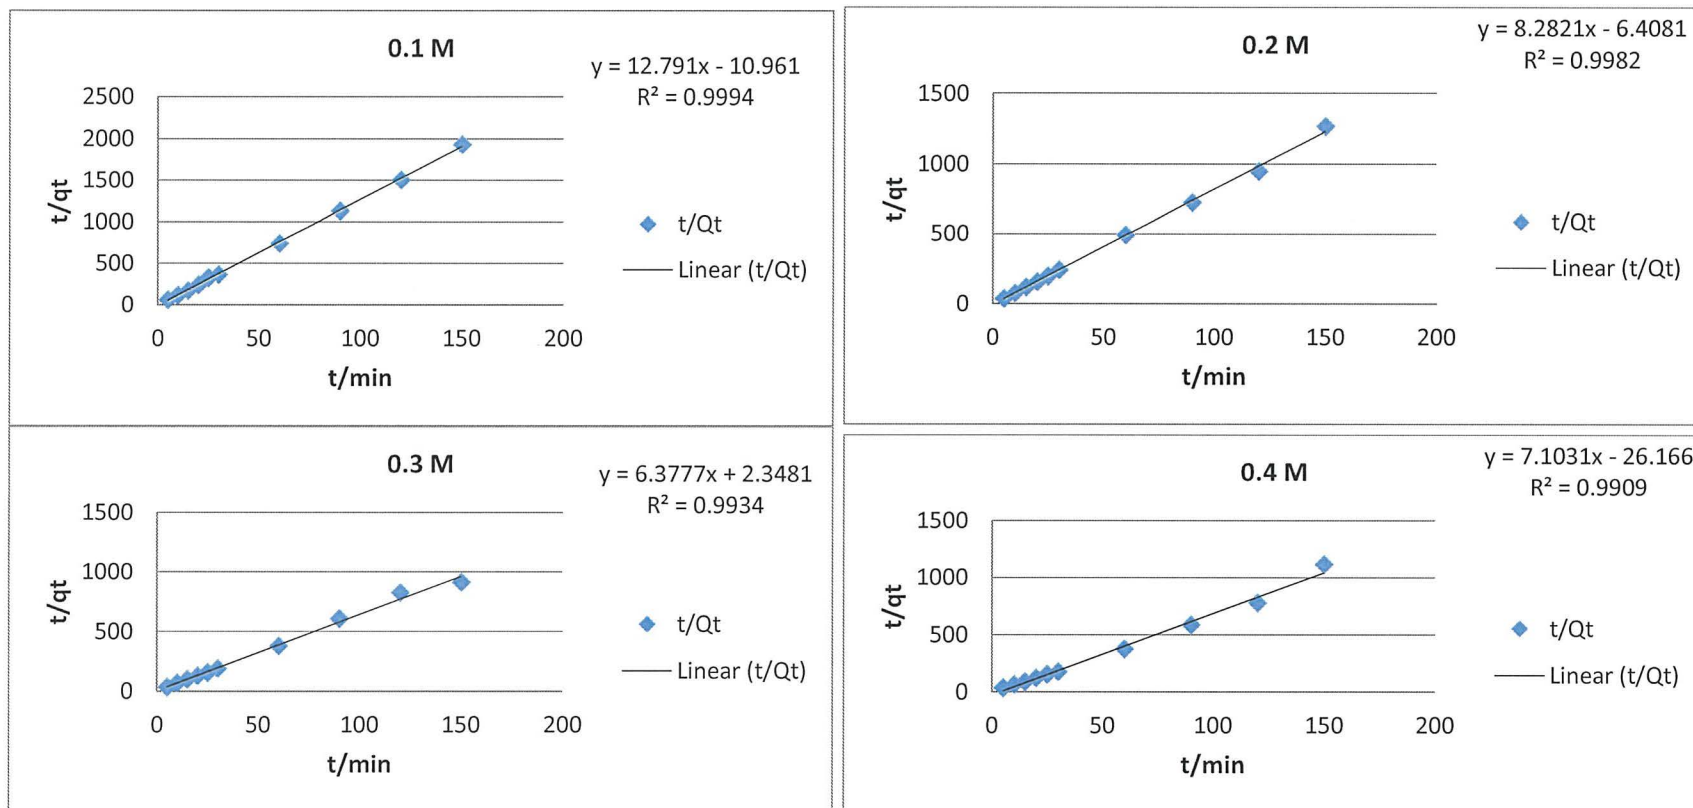 0.1 M
y = 12.791x - 10.961
R² = 0.9994
2500
2000
1500
1000
500
0
t/qt
0 50 100 150 200
t/min
t/Qt
Linear (t/Qt)
0.2 M
y = 8.2821x - 6.4081
R² = 0.9982
1500
1000
500
0
t/qt
0 50 100 150 200
t/min
t/Qt
Linear (t/Qt)
0.3 M
y = 6.3777x + 2.3481
R² = 0.9934
1500
1000
500
0
t/qt
0 50 100 150 200
t/min
t/Qt
Linear (t/Qt)
0.4 M
y = 7.1031x - 26.166
R² = 0.9909
1500
1000
500
0
t/qt
0 50 100 150 200
t/min
t/Qt
Linear (t/Qt)